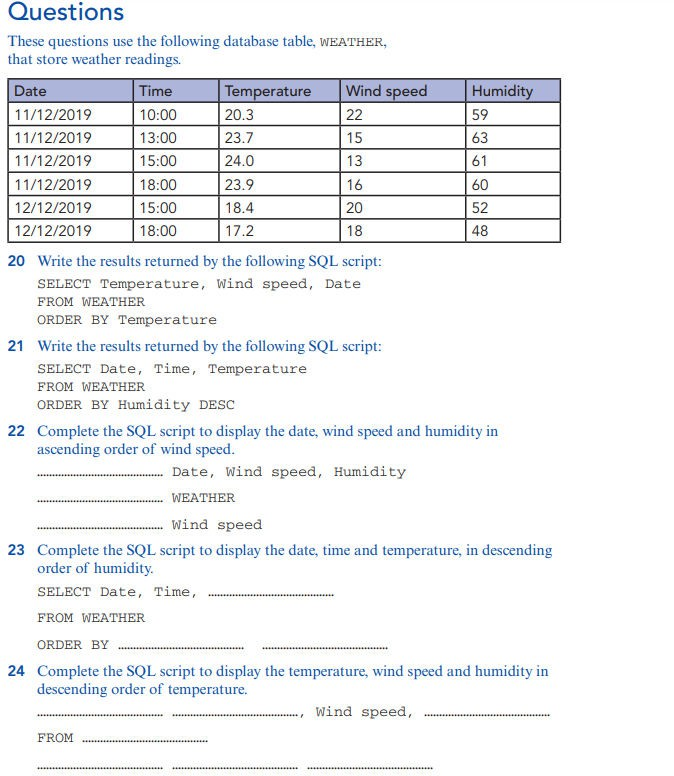 Questions
These questions use the following database table, WEATHER,
that store weather readings.
Date Time Temperature Wind speed Humidity
11/12/2019 10:00 20.3 22 59
11/12/2019 13:00 23.7 15 63
11/12/2019 15:00 24.0 13 61
11/12/2019 18:00 23.9 16 60
12/12/2019 15:00 18.4 20 52
12/12/2019 18:00 17.2 18 48
20 Write the results returned by the following SQL script:
SELECT Temperature, Wind speed, Date
FROM WEATHER
ORDER BY Temperature
21 Write the results returned by the following SQL script:
SELECT Date, Time, Temperature
FROM WEATHER
ORDER BY Humidity DESC
22 Complete the SQL script to display the date, wind speed and humidity in
ascending order of wind speed.
.......................................... Date, Wind speed, Humidity
.......................................... WEATHER
.......................................... Wind speed
23 Complete the SQL script to display the date, time and temperature, in descending
order of humidity.
SELECT Date, Time, ..........................................
FROM WEATHER
ORDER BY .......................................... ..........................................
24 Complete the SQL script to display the temperature, wind speed and humidity in
descending order of temperature.
.......................................... .........................................., Wind speed, ..........................................
FROM ..........................................
.......................................... .......................................... ..........................................